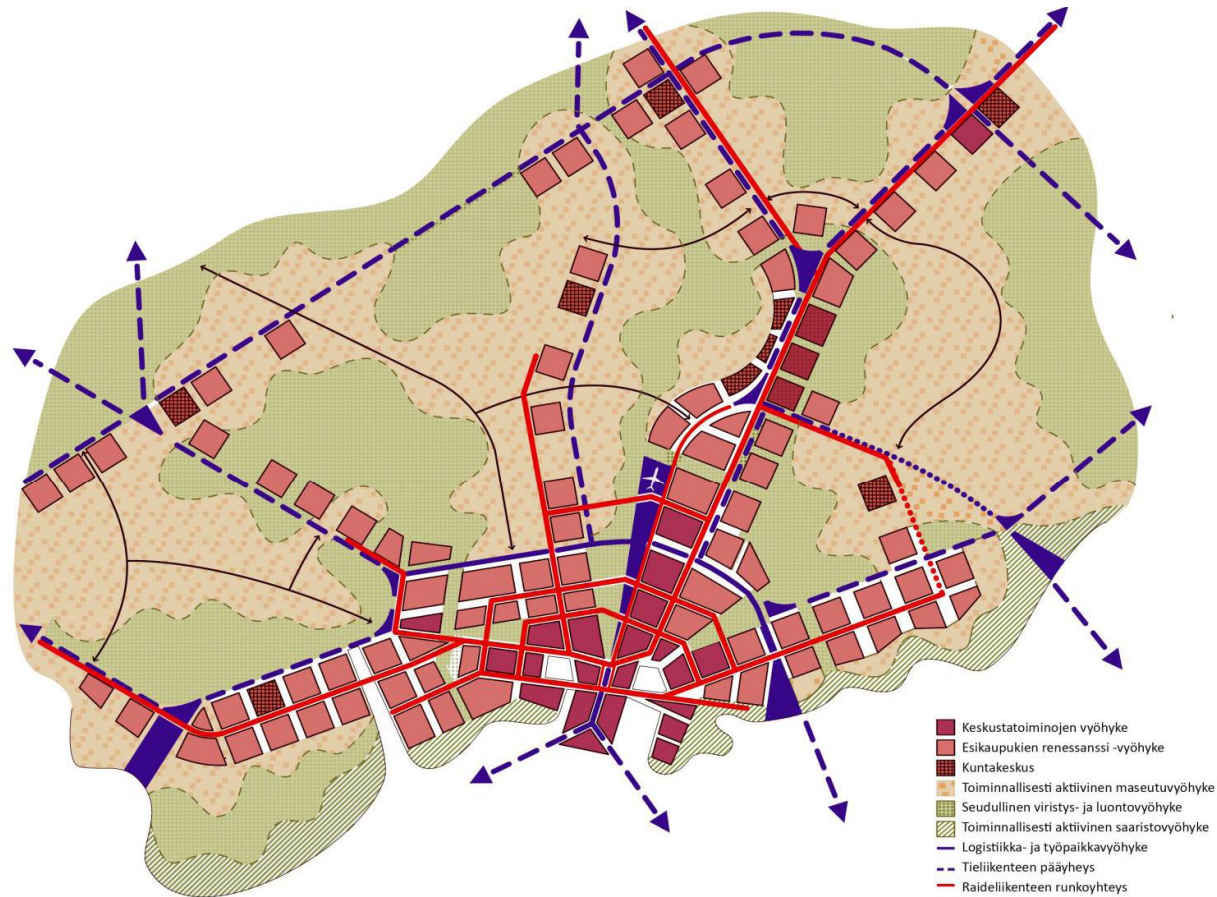 Keskustatoiminojen vyöhyke
Esikaupukien renessanssi -vyöhyke
Kuntakeskus
Toiminnallisesti aktiivinen maseutuvyöhyke
Seudullinen viristys- ja luontovyöhyke
Toiminnallisesti aktiivinen saaristovyöhyke
Logistiikka- ja työpaikkavyöhyke
Tieliikenteen pääyheys
Raideliikenteen runkoyhteys